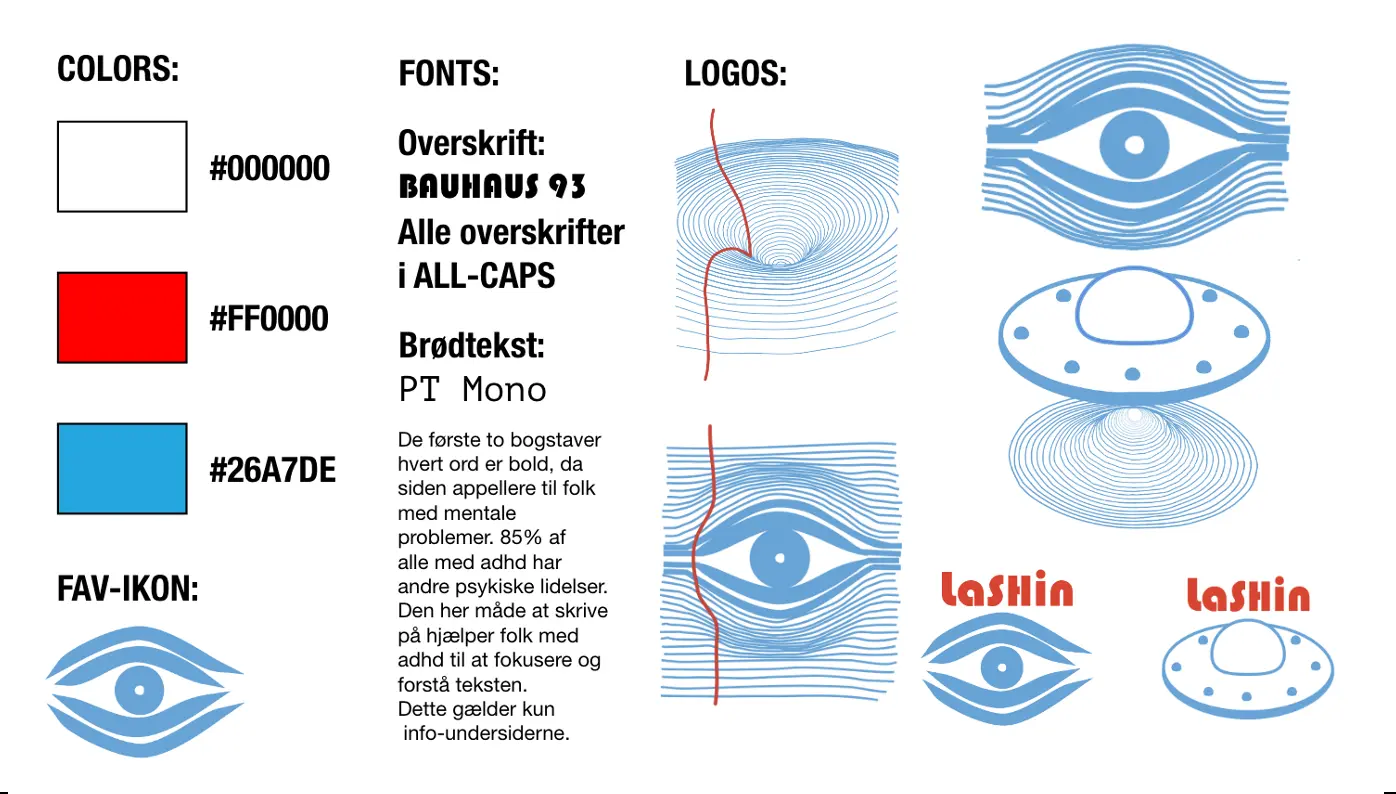 COLORS:
#000000
#FF0000
#26A7DE
FAV-IKON:
FONTS:
Overskrift:
BAUHAUS 93
Alle overskrifter
i ALL-CAPS
Brødtekst:
PT Mono
De første to bogstaver
hvert ord er bold, da
siden appellere til folk
med mentale
problemer. 85% af
alle med adhd har
andre psykiske lidelser.
Den her måde at skrive
på hjælper folk med
adhd til at fokusere og
forstå teksten.
Dette gælder kun
info-undersiderne.
LOGOS:
LaSHin
LaSHin